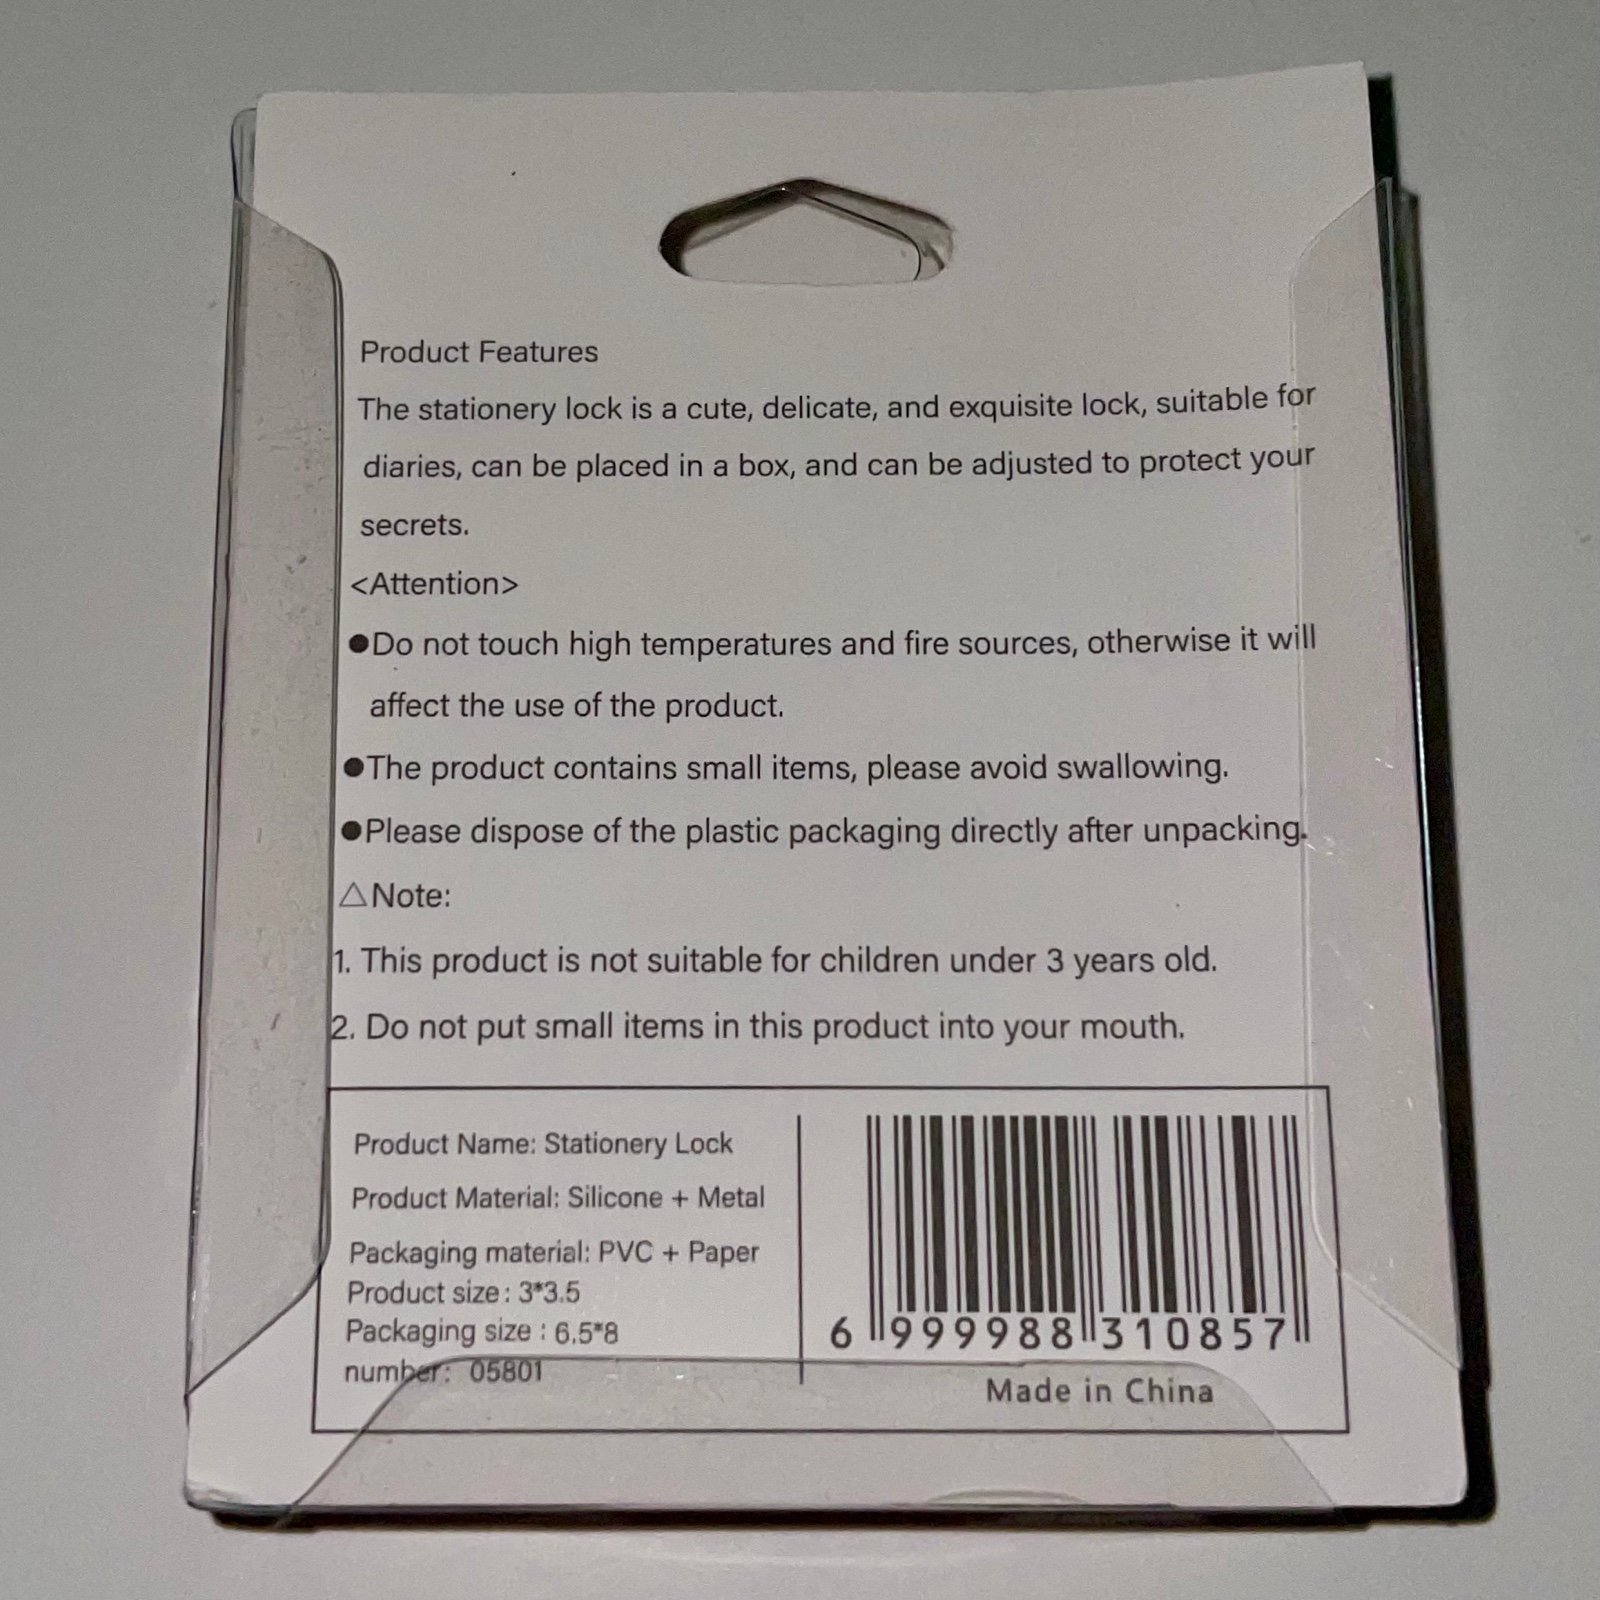 Product Features
The stationery lock is a cute, delicate, and exquisite lock, suitable for
diaries, can be placed in a box, and can be adjusted to protect your
secrets.
<Attention>
●Do not touch high temperatures and fire sources, otherwise it will
affect the use of the product.
●The product contains small items, please avoid swallowing.
●Please dispose of the plastic packaging directly after unpacking.
△Note:
1. This product is not suitable for children under 3 years old.
2. Do not put small items in this product into your mouth.
Product Name: Stationery Lock
Product Material: Silicone + Metal
Packaging material: PVC + Paper
Product size: 3*3.5
Packaging size: 6.5*8
number: 05801
6 999988 310857
Made in China